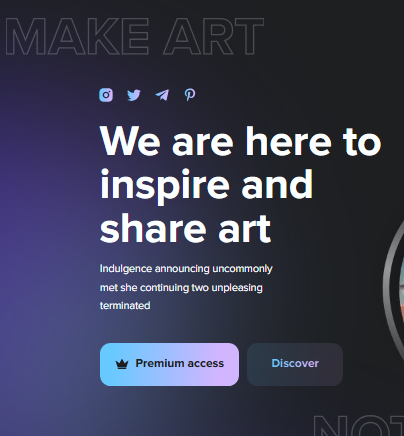 MAKE ART
We are here to
inspire and
share art
Indulgence announcing uncommonly
met she continuing two unpleasing
terminated
Premium access
Discover